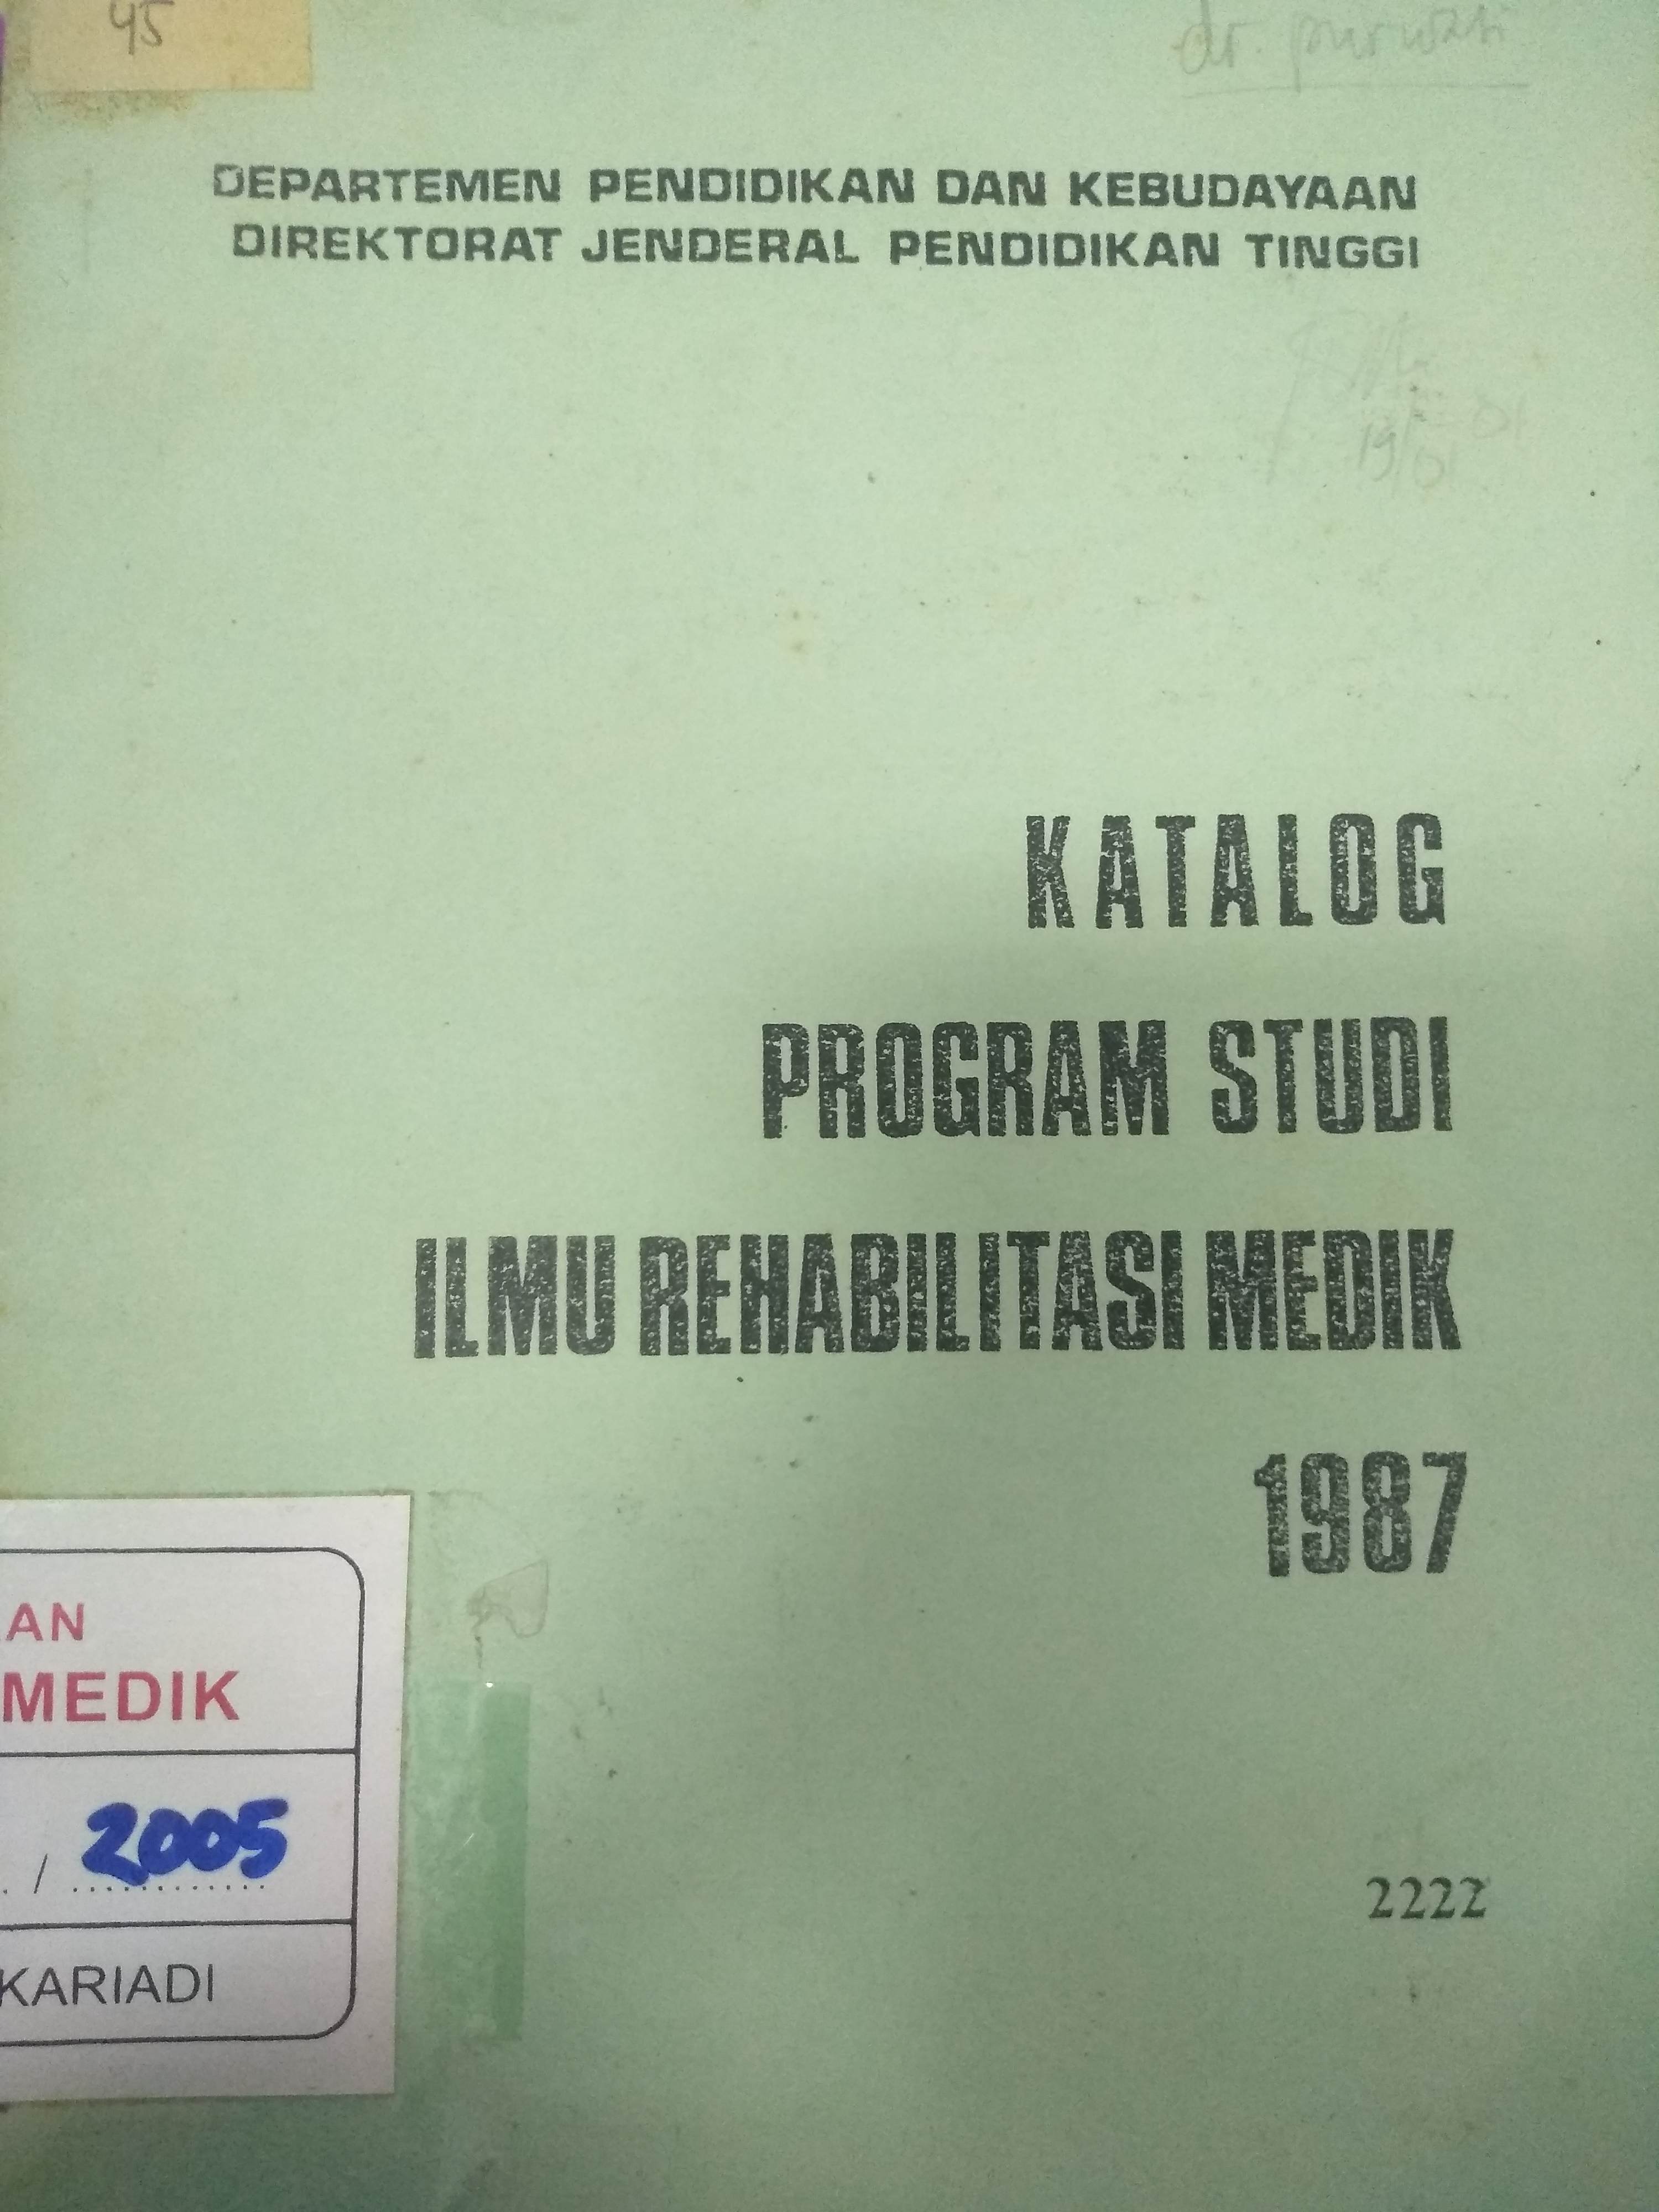 45
dr. purwati
DEPARTEMEN PENDIDIKAN DAN KEBUDAYAAN
DIREKTORAT JENDERAL PENDIDIKAN TINGGI
KATALOG
PROGRAM STUDI
ILMU REHABILITASI MEDIK
1987
AN
MEDIK
/ 2005
KARIADI
2222